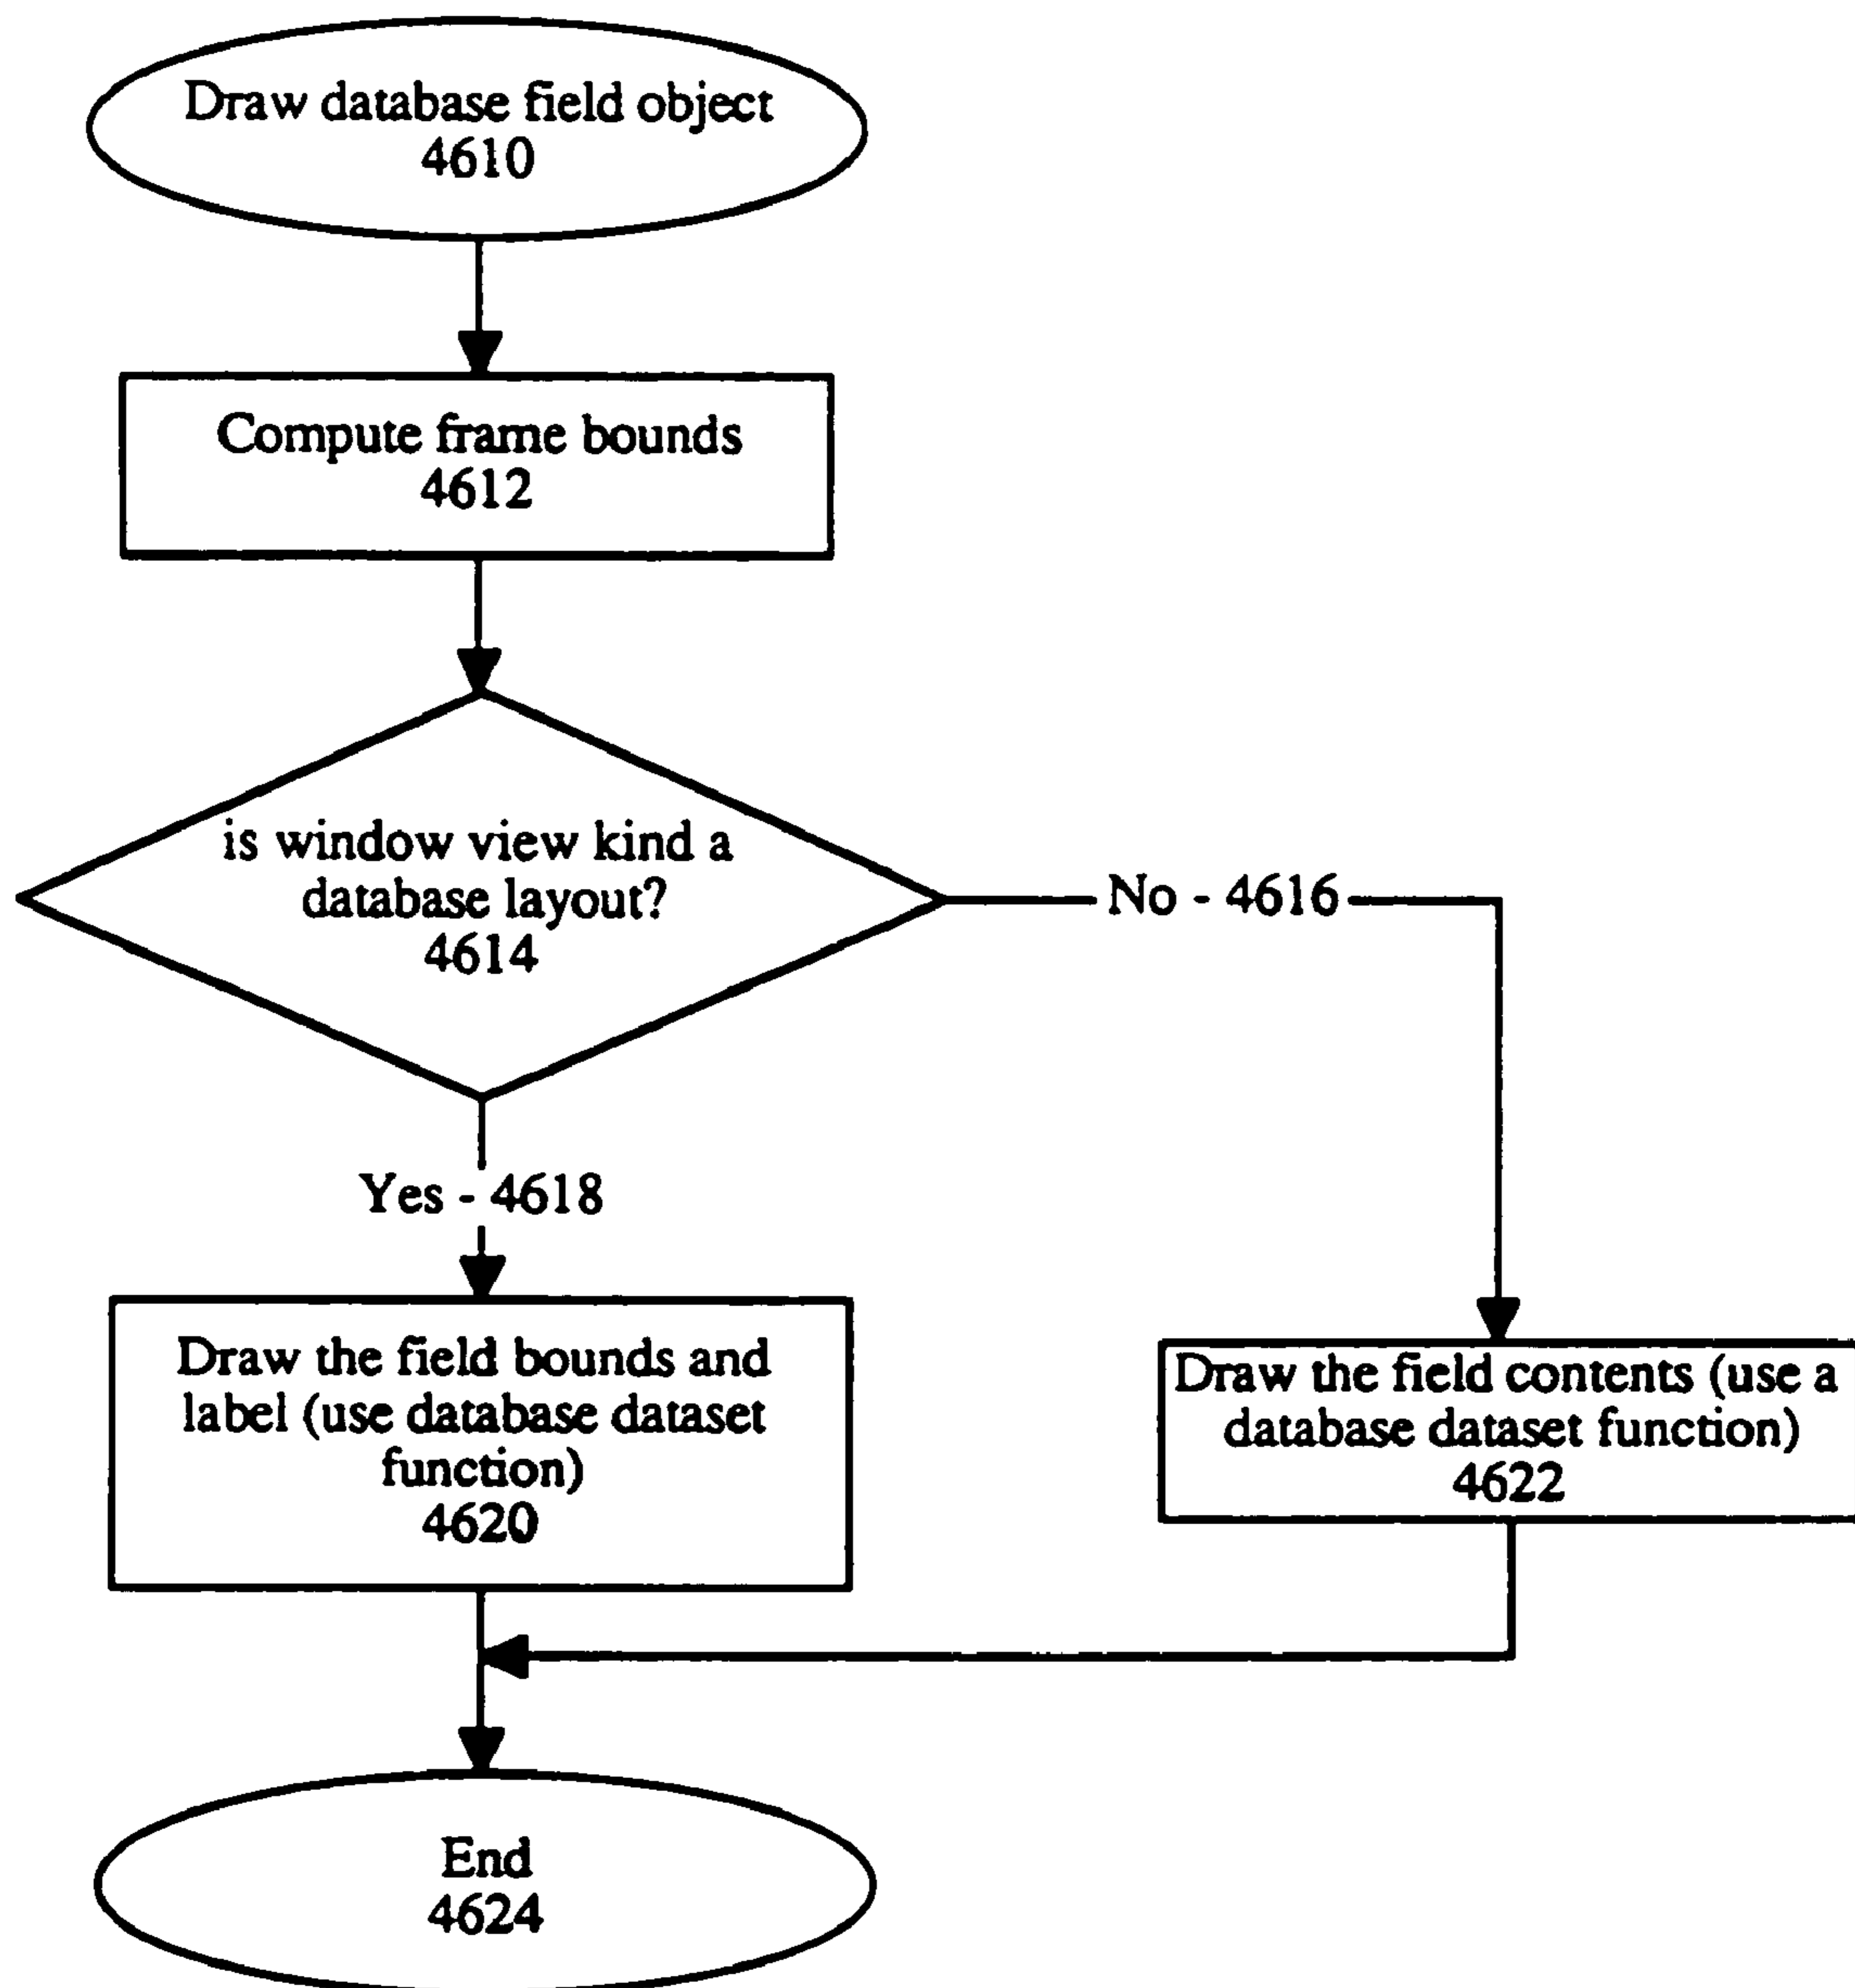 Draw database field object
4610
Compute frame bounds
4612
is window view kind a
database layout?
4614
No - 4616
Yes - 4618
Draw the field bounds and
label (use database dataset
function)
4620
Draw the field contents (use a
database dataset function)
4622
End
4624